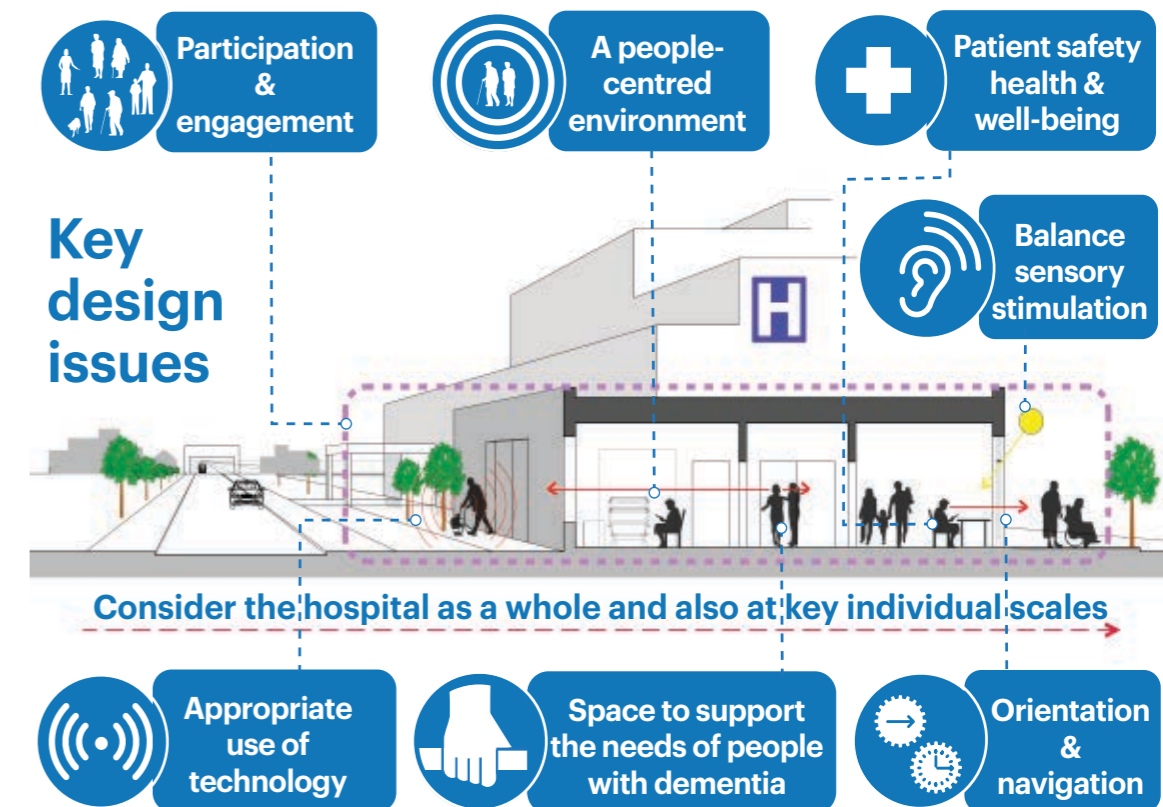 Participation
&
engagement
A people-
centred
environment
Patient safety
health &
well-being
Key
design
issues
Balance
sensory
stimulation
H
Consider the hospital as a whole and also at key individual scales
Appropriate
use of
technology
Space to support
the needs of people
with dementia
Orientation
&
navigation